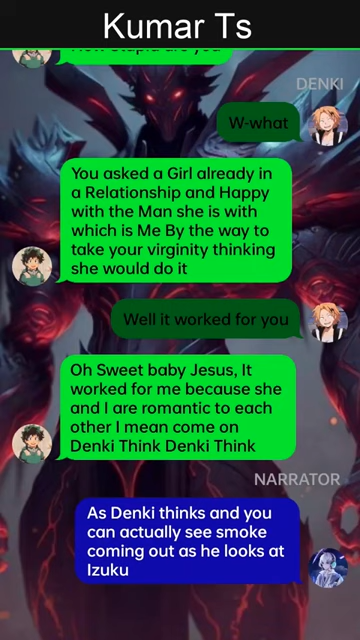 Kumar Ts
How stupid are you
DENKI
W-what
You asked a Girl already in
a Relationship and Happy
with the Man she is with
which is Me By the way to
take your virginity thinking
she would do it
Well it worked for you
Oh Sweet baby Jesus, It
worked for me because she
and I are romantic to each
other I mean come on
Denki Think Denki Think
NARRATOR
As Denki thinks and you
can actually see smoke
coming out as he looks at
Izuku